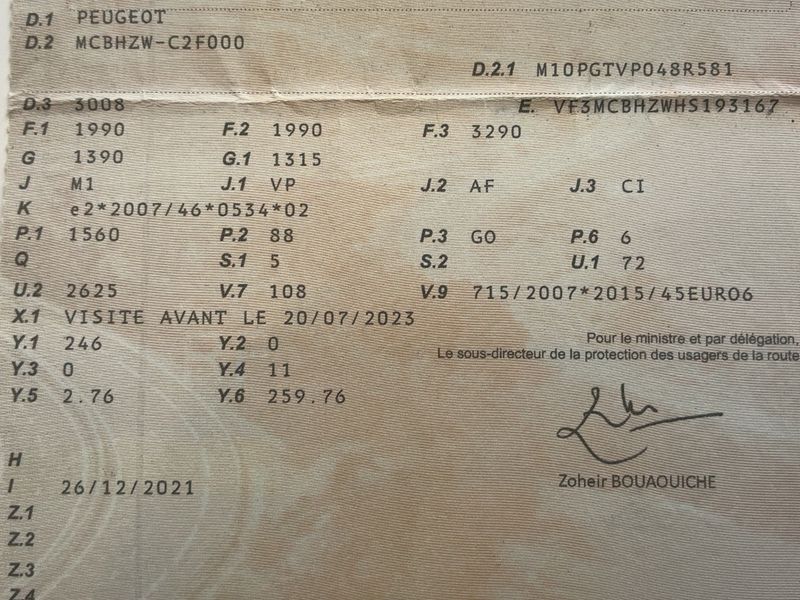 D.1 PEUGEOT
D.2 MCBHZW-C2F000
D.2.1 M10PGTVP048R581
D.3 3008 E. VF3MCBHZWHS193167
F.1 1990 F.2 1990 F.3 3290
G 1390 G.1 1315
J M1 J.1 VP J.2 AF J.3 CI
K e2*2007/46*0534*02
P.1 1560 P.2 88 P.3 GO P.6 6
Q S.1 5 S.2 U.1 72
U.2 2625 V.7 108 V.9 715/2007*2015/45EURO6
X.1 VISITE AVANT LE 20/07/2023
Y.1 246 Y.2 0
Pour le ministre et par délégation,
Le sous-directeur de la protection des usagers de la route
Y.3 0 Y.4 11
Y.5 2.76 Y.6 259.76
H
I 26/12/2021
Zoheir BOUAOUICHE
Z.1
Z.2
Z.3
Z.4